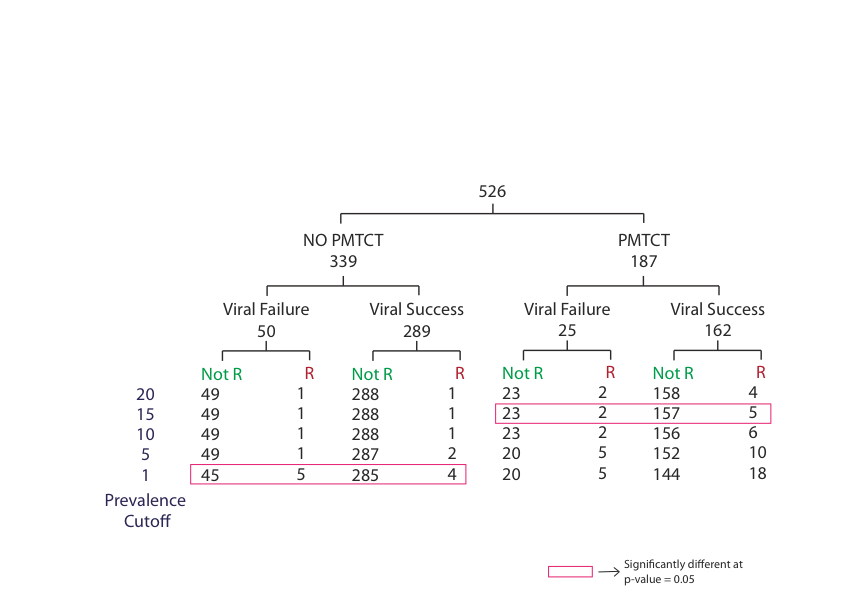 526
NO PMTCT PMTCT
339 187
Viral Failure Viral Success Viral Failure Viral Success
50 289 25 162
Not R R Not R R Not R R Not R R
20 49 1 288 1 23 2 158 4
15 49 1 288 1 23 2 157 5
10 49 1 288 1 23 2 156 6
5 49 1 287 2 20 5 152 10
1 45 5 285 4 20 5 144 18
Prevalence
Cutoff
Significantly different at
p-value = 0.05